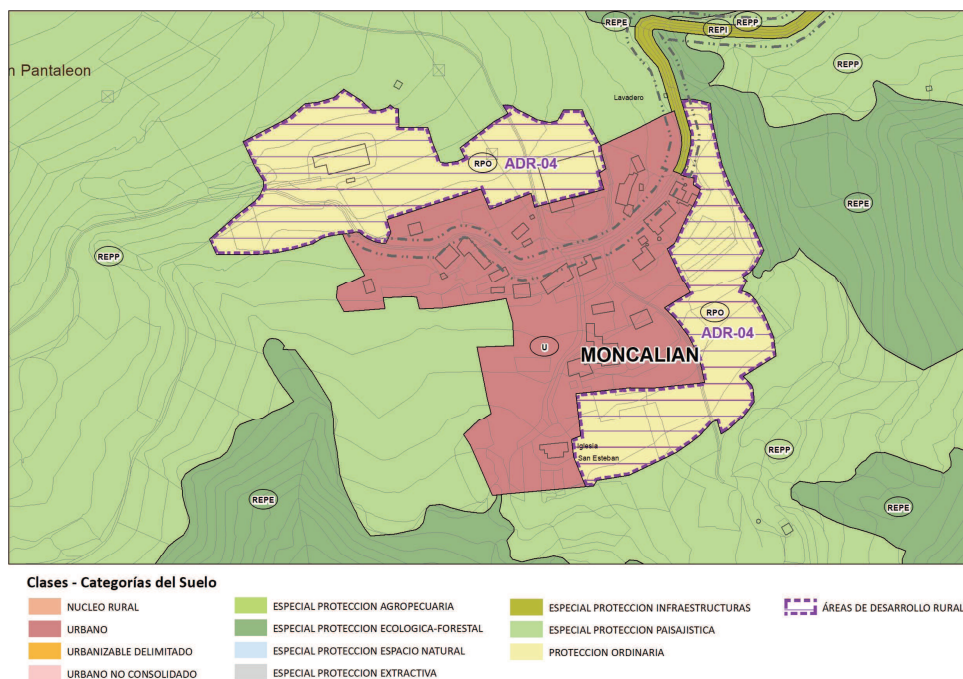 REPE
REPI
REPP
n Pantaleon
REPP
Lavadero
RPO
ADR-04
REPE
REPP
RPO
ADR-04
U
MONCALIAN
Iglesia
San Esteban
REPP
REPE
REPE
Clases - Categorías del Suelo
NUCLEO RURAL
URBANO
URBANIZABLE DELIMITADO
URBANO NO CONSOLIDADO
ESPECIAL PROTECCION AGROPECUARIA
ESPECIAL PROTECCION ECOLOGICA-FORESTAL
ESPECIAL PROTECCION ESPACIO NATURAL
ESPECIAL PROTECCION EXTRACTIVA
ESPECIAL PROTECCION INFRAESTRUCTURAS
ESPECIAL PROTECCION PAISAJISTICA
PROTECCION ORDINARIA
ÁREAS DE DESARROLLO RURAL